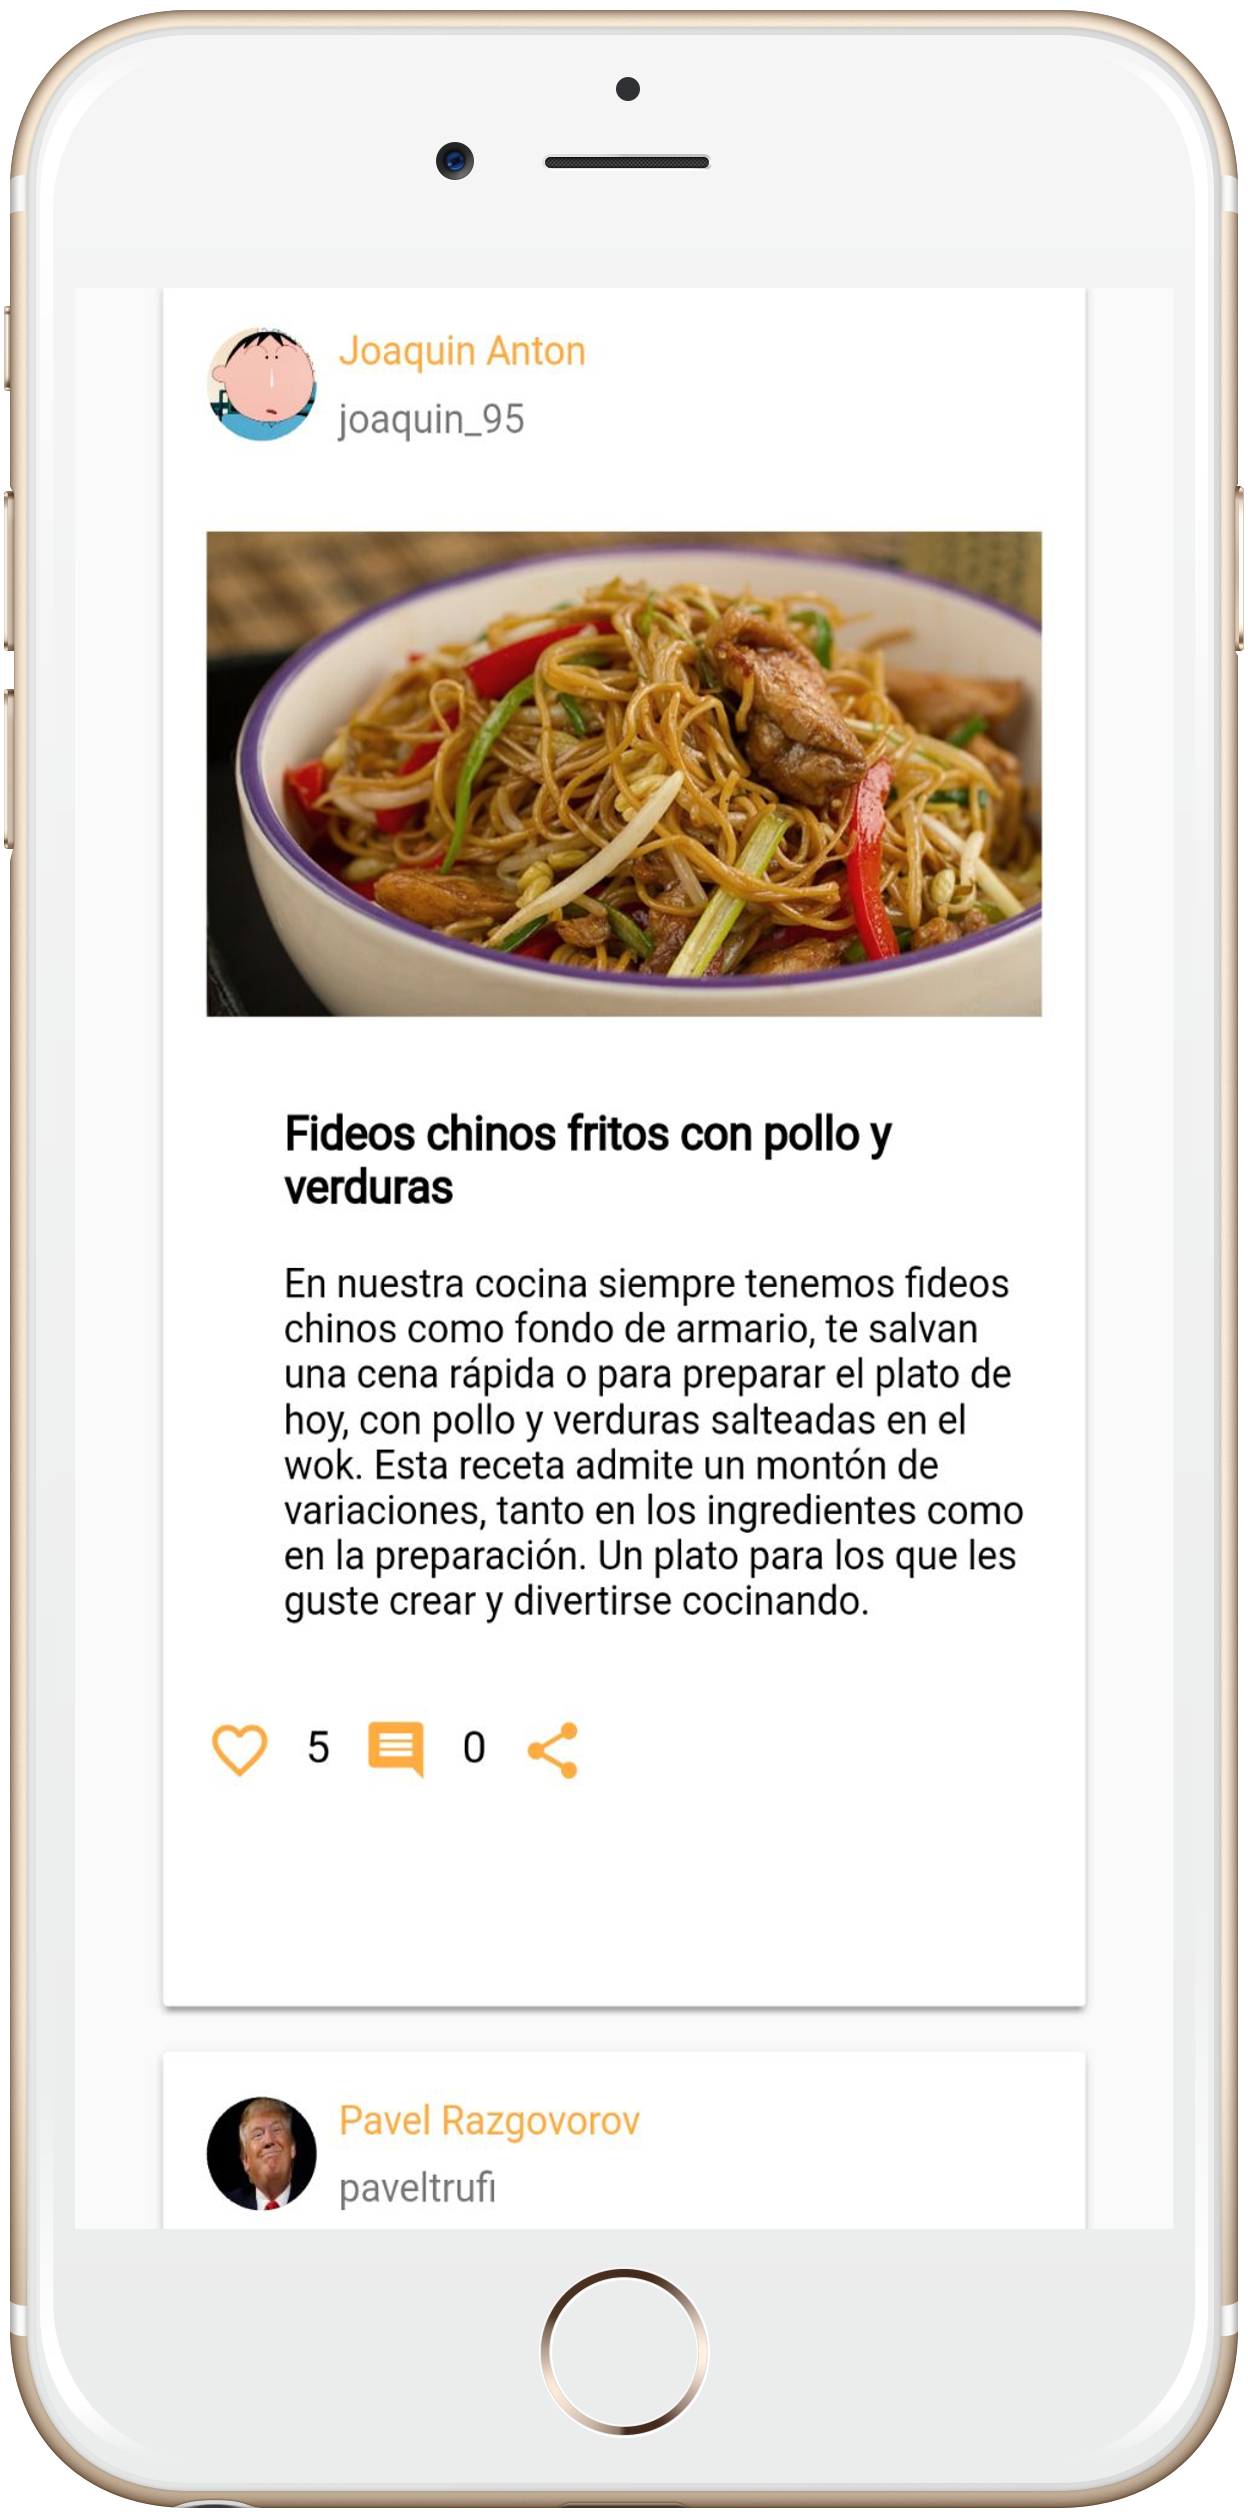 Joaquin Anton
joaquin_95
Fideos chinos fritos con pollo y
verduras
En nuestra cocina siempre tenemos fideos
chinos como fondo de armario, te salvan
una cena rápida o para preparar el plato de
hoy, con pollo y verduras salteadas en el
wok. Esta receta admite un montón de
variaciones, tanto en los ingredientes como
en la preparación. Un plato para los que les
guste crear y divertirse cocinando.
5 0
Pavel Razgovorov
paveltrufi